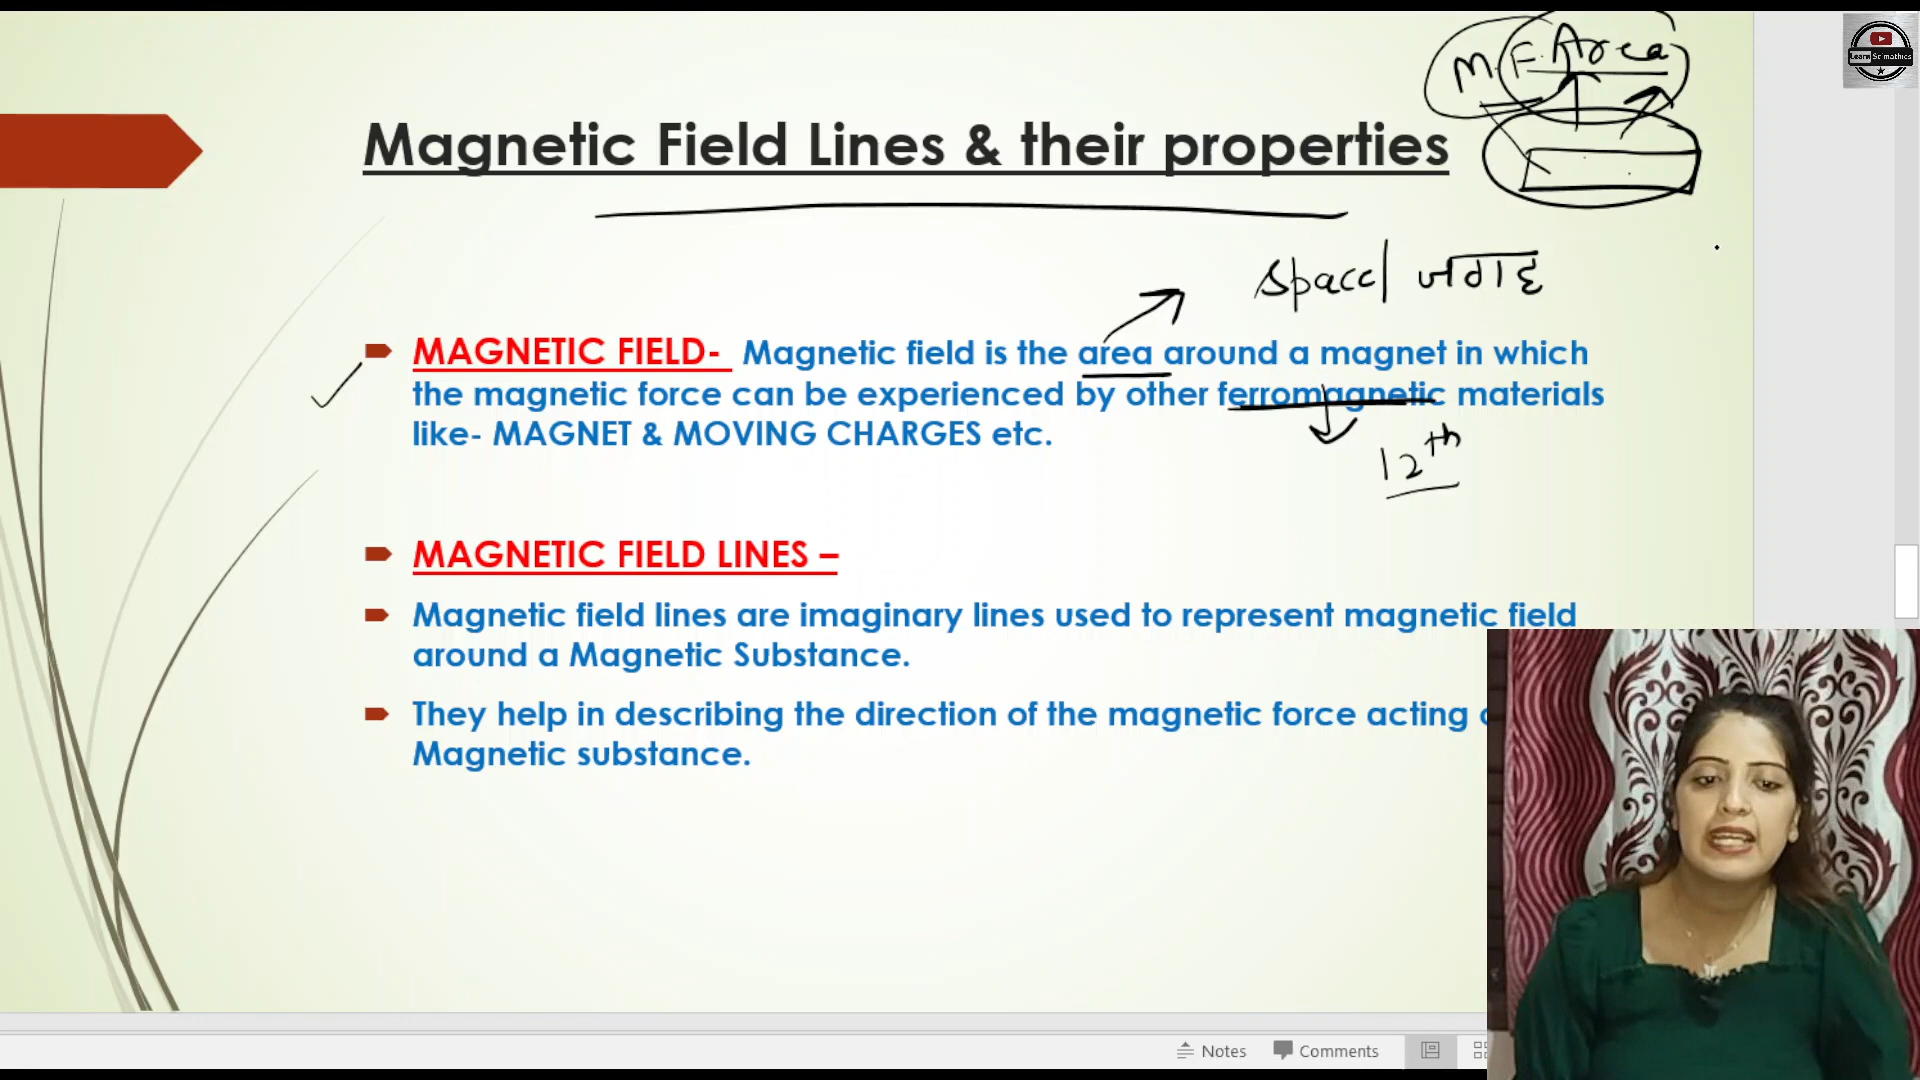 M.F. Area
Learn Sci'mathics
Magnetic Field Lines & their properties
Space/ जगह
MAGNETIC FIELD- Magnetic field is the area around a magnet in which
the magnetic force can be experienced by other ferromagnetic materials
like- MAGNET & MOVING CHARGES etc.
12th
MAGNETIC FIELD LINES –
Magnetic field lines are imaginary lines used to represent magnetic field
around a Magnetic Substance.
They help in describing the direction of the magnetic force acting
Magnetic substance.
Notes
Comments